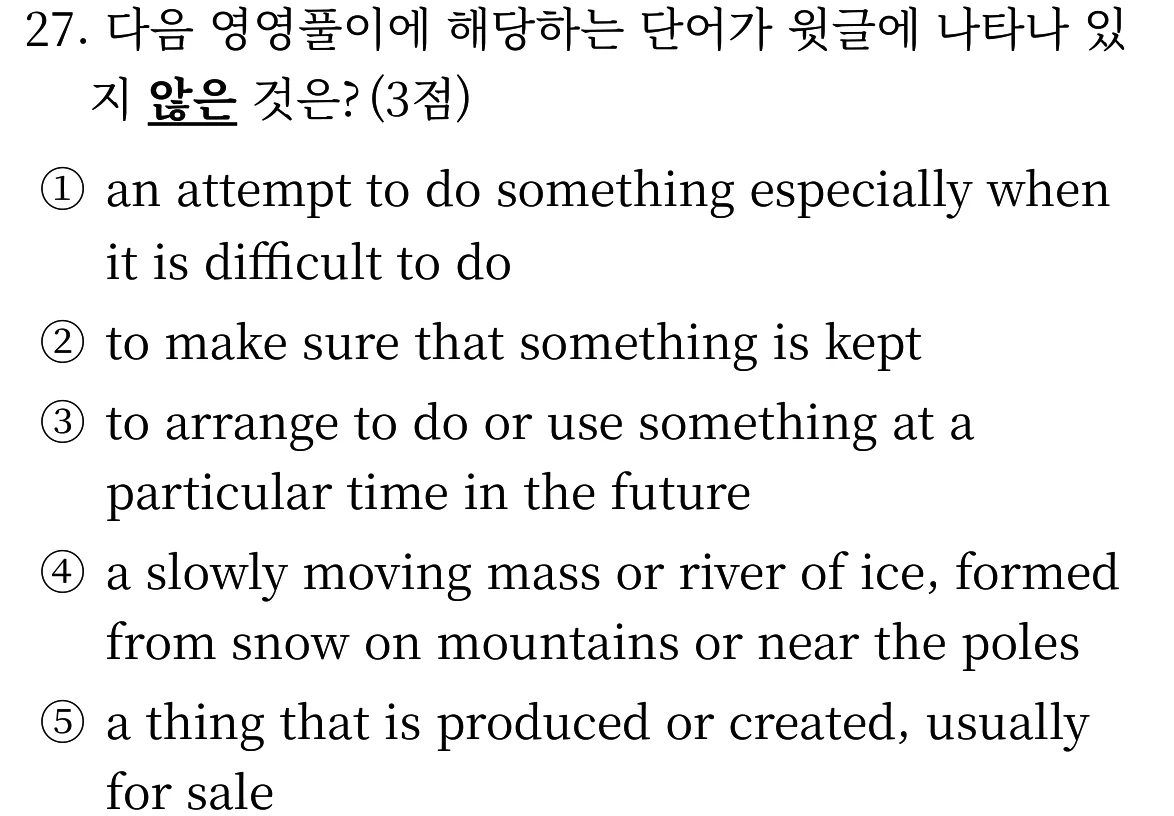 27. 다음 영영풀이에 해당하는 단어가 윗글에 나타나 있
지 않은 것은?(3점)
① an attempt to do something especially when
it is difficult to do
② to make sure that something is kept
③ to arrange to do or use something at a
particular time in the future
④ a slowly moving mass or river of ice, formed
from snow on mountains or near the poles
⑤ a thing that is produced or created, usually
for sale